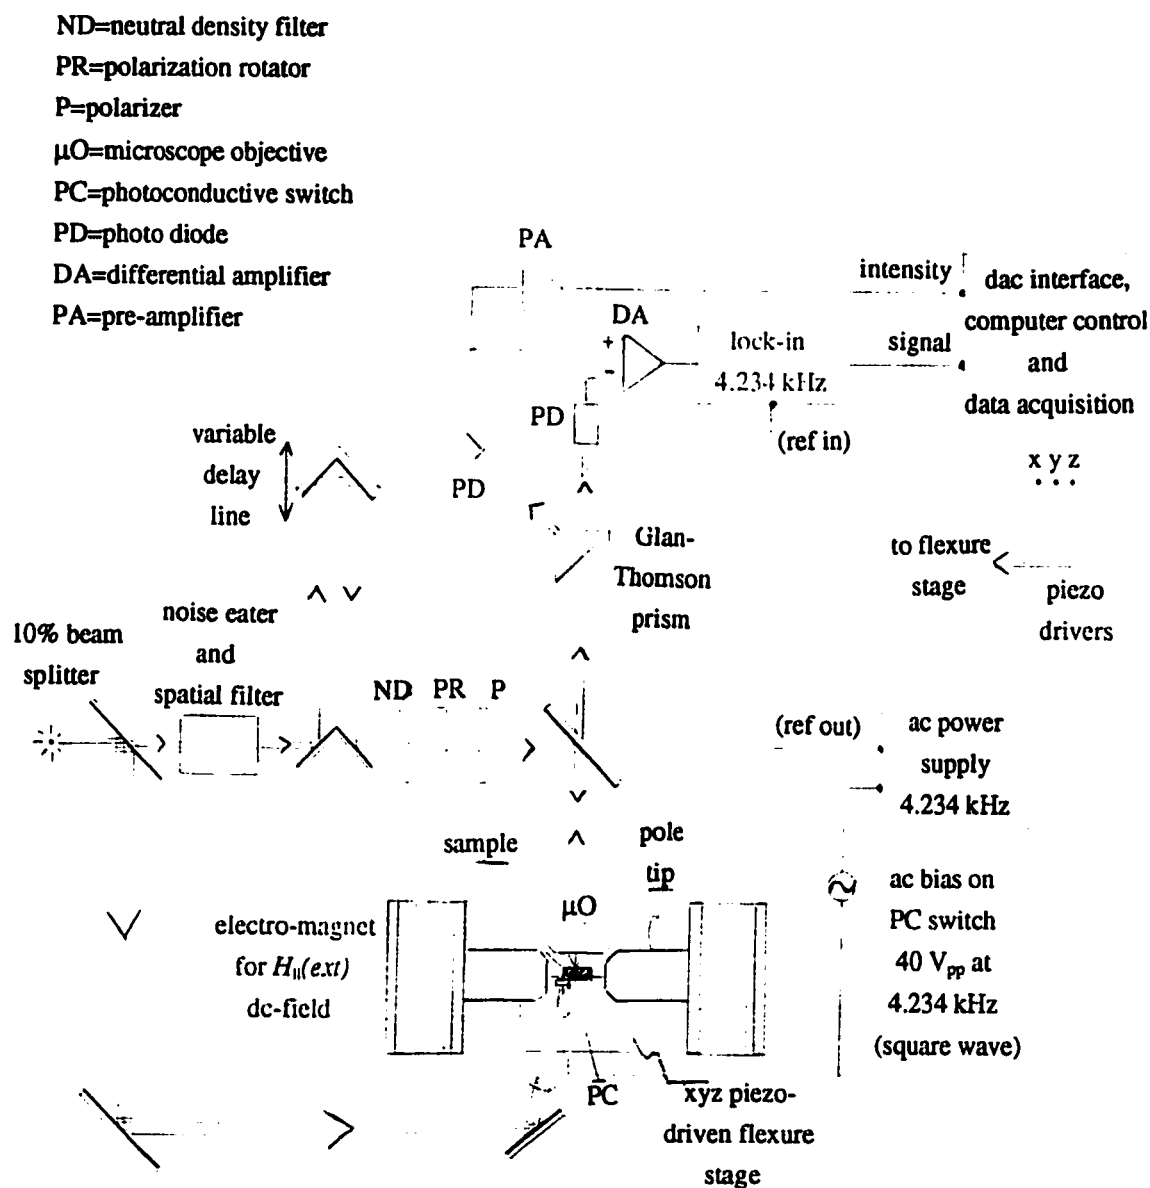 ND=neutral density filter
PR=polarization rotator
P=polarizer
μO=microscope objective
PC=photoconductive switch
PD=photo diode
DA=differential amplifier
PA=pre-amplifier
PA
intensity
dac interface,
computer control
and
data acquisition
DA
+
-
lock-in
4.234 kHz
signal
(ref in)
PD
variable
delay
line
PD
x y z
Glan-
Thomson
prism
to flexure
stage
piezo
drivers
10% beam
splitter
noise eater
and
spatial filter
ND PR P
(ref out)
ac power
supply
4.234 kHz
sample
pole
tip
μO
electro-magnet
for H_{||}(ext)
dc-field
ac bias on
PC switch
40 V_{pp} at
4.234 kHz
(square wave)
PC
xyz piezo-
driven flexure
stage